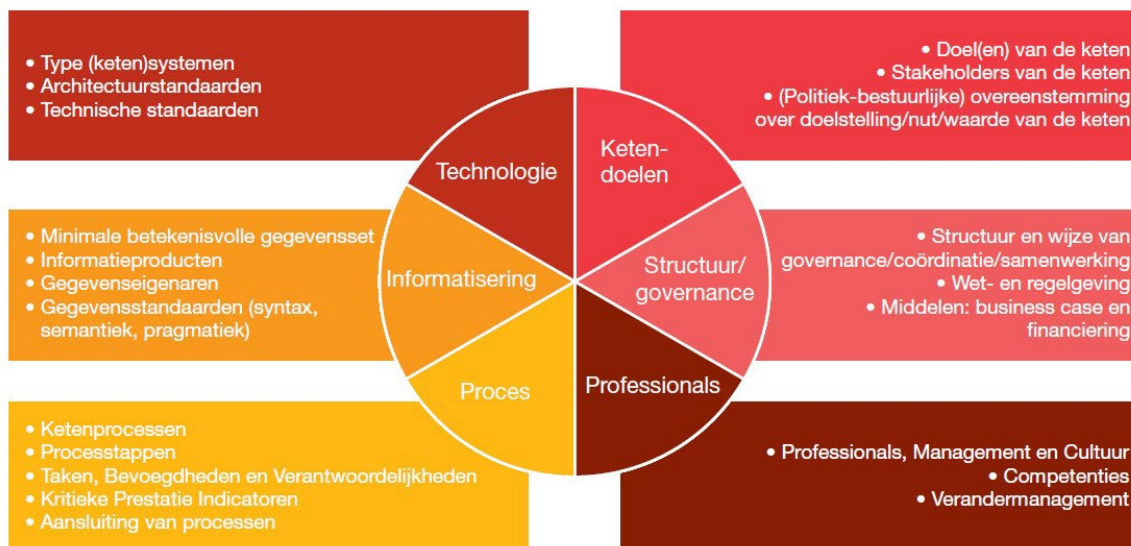 • Type (keten)systemen
• Architectuurstandaarden
• Technische standaarden
• Doel(en) van de keten
• Stakeholders van de keten
• (Politiek-bestuurlijke) overeenstemming
over doelstelling/nut/waarde van de keten
Technologie
Keten-
doelen
• Minimale betekenisvolle gegevensset
• Informatieproducten
• Gegevenseigenaren
• Gegevensstandaarden (syntax,
semantiek, pragmatiek)
Informatisering
Structuur/
governance
• Structuur en wijze van
governance/coördinatie/samenwerking
• Wet- en regelgeving
• Middelen: business case en
financiering
Proces
Professionals
• Ketenprocessen
• Processtappen
• Taken, Bevoegdheden en Verantwoordelijkheden
• Kritieke Prestatie Indicatoren
• Aansluiting van processen
• Professionals, Management en Cultuur
• Competenties
• Verandermanagement